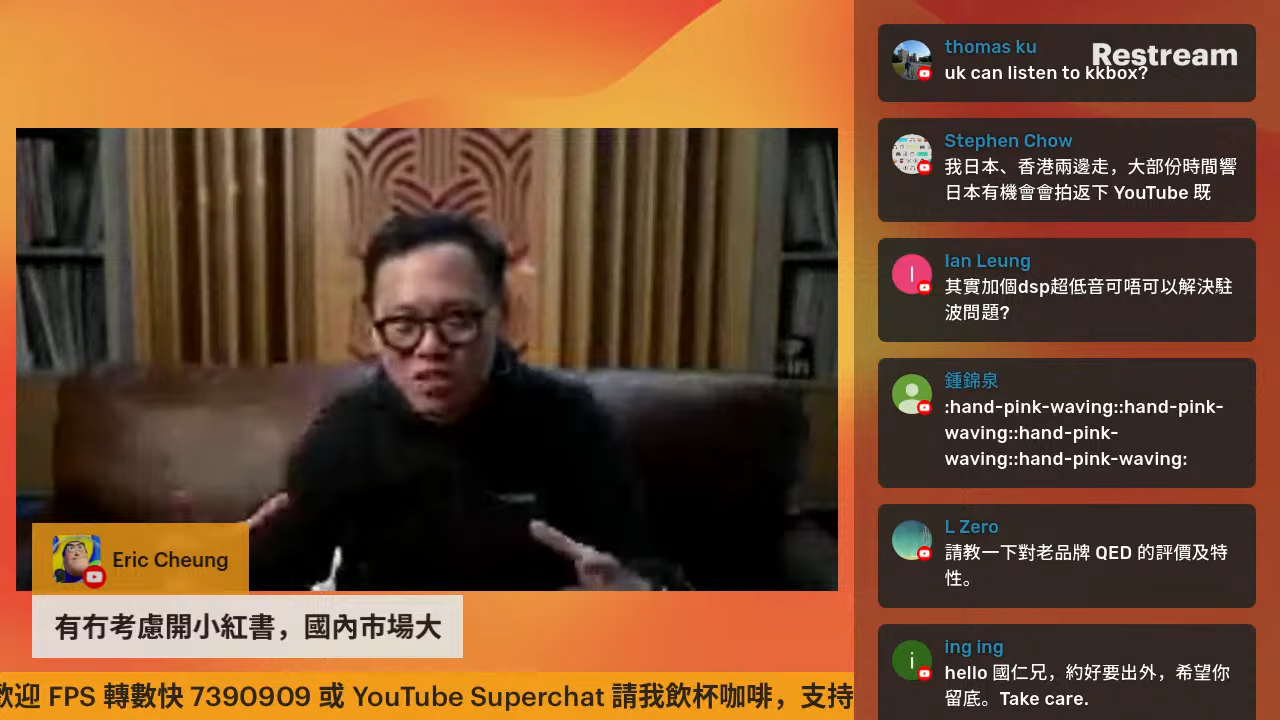 Restream
thomas ku
uk can listen to kkbox?
Stephen Chow
我日本、香港兩邊走，大部份時間響
日本有機會會拍返下 YouTube 既
Ian Leung
其實加個dsp超低音可唔可以解決駐
波問題?
鍾錦泉
:hand-pink-waving::hand-pink-
waving::hand-pink-
waving::hand-pink-waving:
L Zero
請教一下對老品牌 QED 的評價及特
性。
ing ing
hello 國仁兄，約好要出外，希望你
留底。Take care.
Eric Cheung
有冇考慮開小紅書，國內市場大
歡迎 FPS 轉數快 7390909 或 YouTube Superchat 請我飲杯咖啡，支持